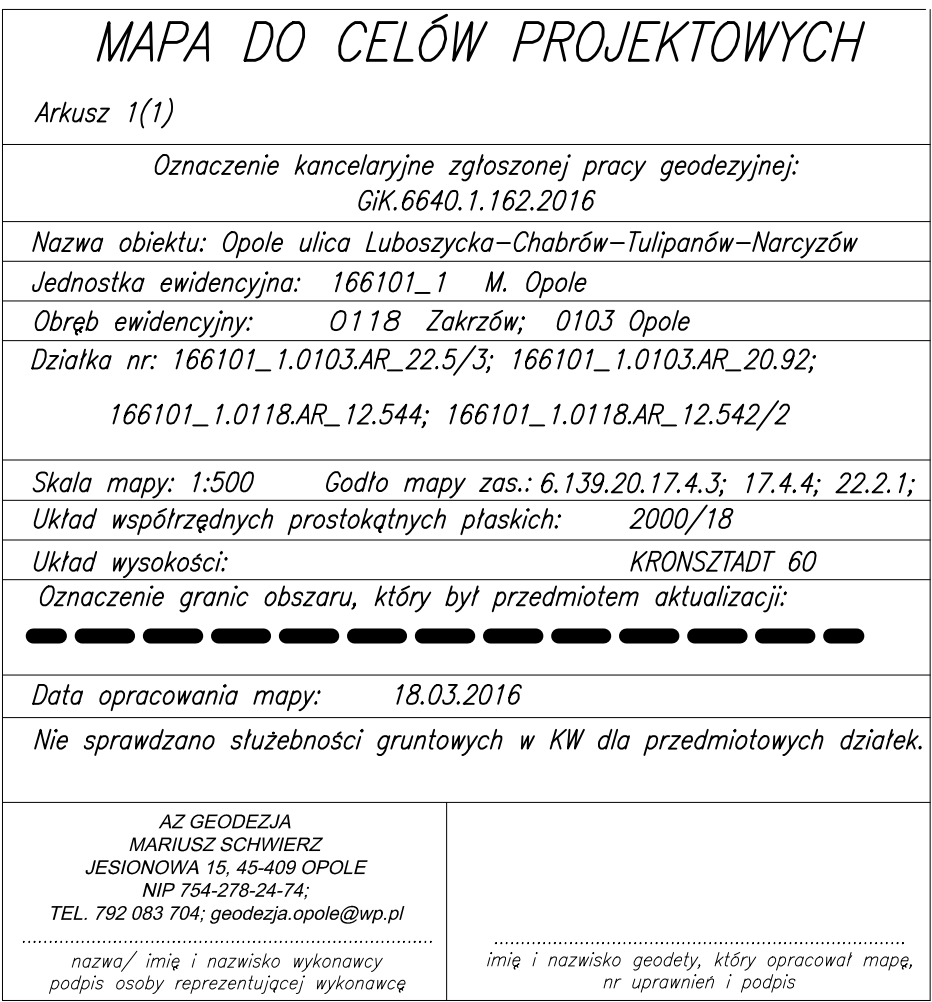 MAPA DO CELÓW PROJEKTOWYCH
Arkusz 1(1)
Oznaczenie kancelaryjne zgłoszonej pracy geodezyjnej:
GiK.6640.1.162.2016
Nazwa obiektu: Opole ulica Luboszycka-Chabrów-Tulipanów-Narcyzów
Jednostka ewidencyjna: 166101_1 M. Opole
Obręb ewidencyjny: 0118 Zakrzów; 0103 Opole
Działka nr: 166101_1.0103.AR_22.5/3; 166101_1.0103.AR_20.92;
166101_1.0118.AR_12.544; 166101_1.0118.AR_12.542/2
Skala mapy: 1:500 Godło mapy zas.: 6.139.20.17.4.3; 17.4.4; 22.2.1;
Układ współrzędnych prostokątnych płaskich: 2000/18
Układ wysokości: KRONSZTADT 60
Oznaczenie granic obszaru, który był przedmiotem aktualizacji:
Data opracowania mapy: 18.03.2016
Nie sprawdzano służebności gruntowych w KW dla przedmiotowych działek.
AZ GEODEZJA
MARIUSZ SCHWIERZ
JESIONOWA 15, 45-409 OPOLE
NIP 754-278-24-74;
TEL. 792 083 704; geodezja.opole@wp.pl
nazwa/ imię i nazwisko wykonawcy
podpis osoby reprezentującej wykonawcę
imię i nazwisko geodety, który opracował mapę,
nr uprawnień i podpis